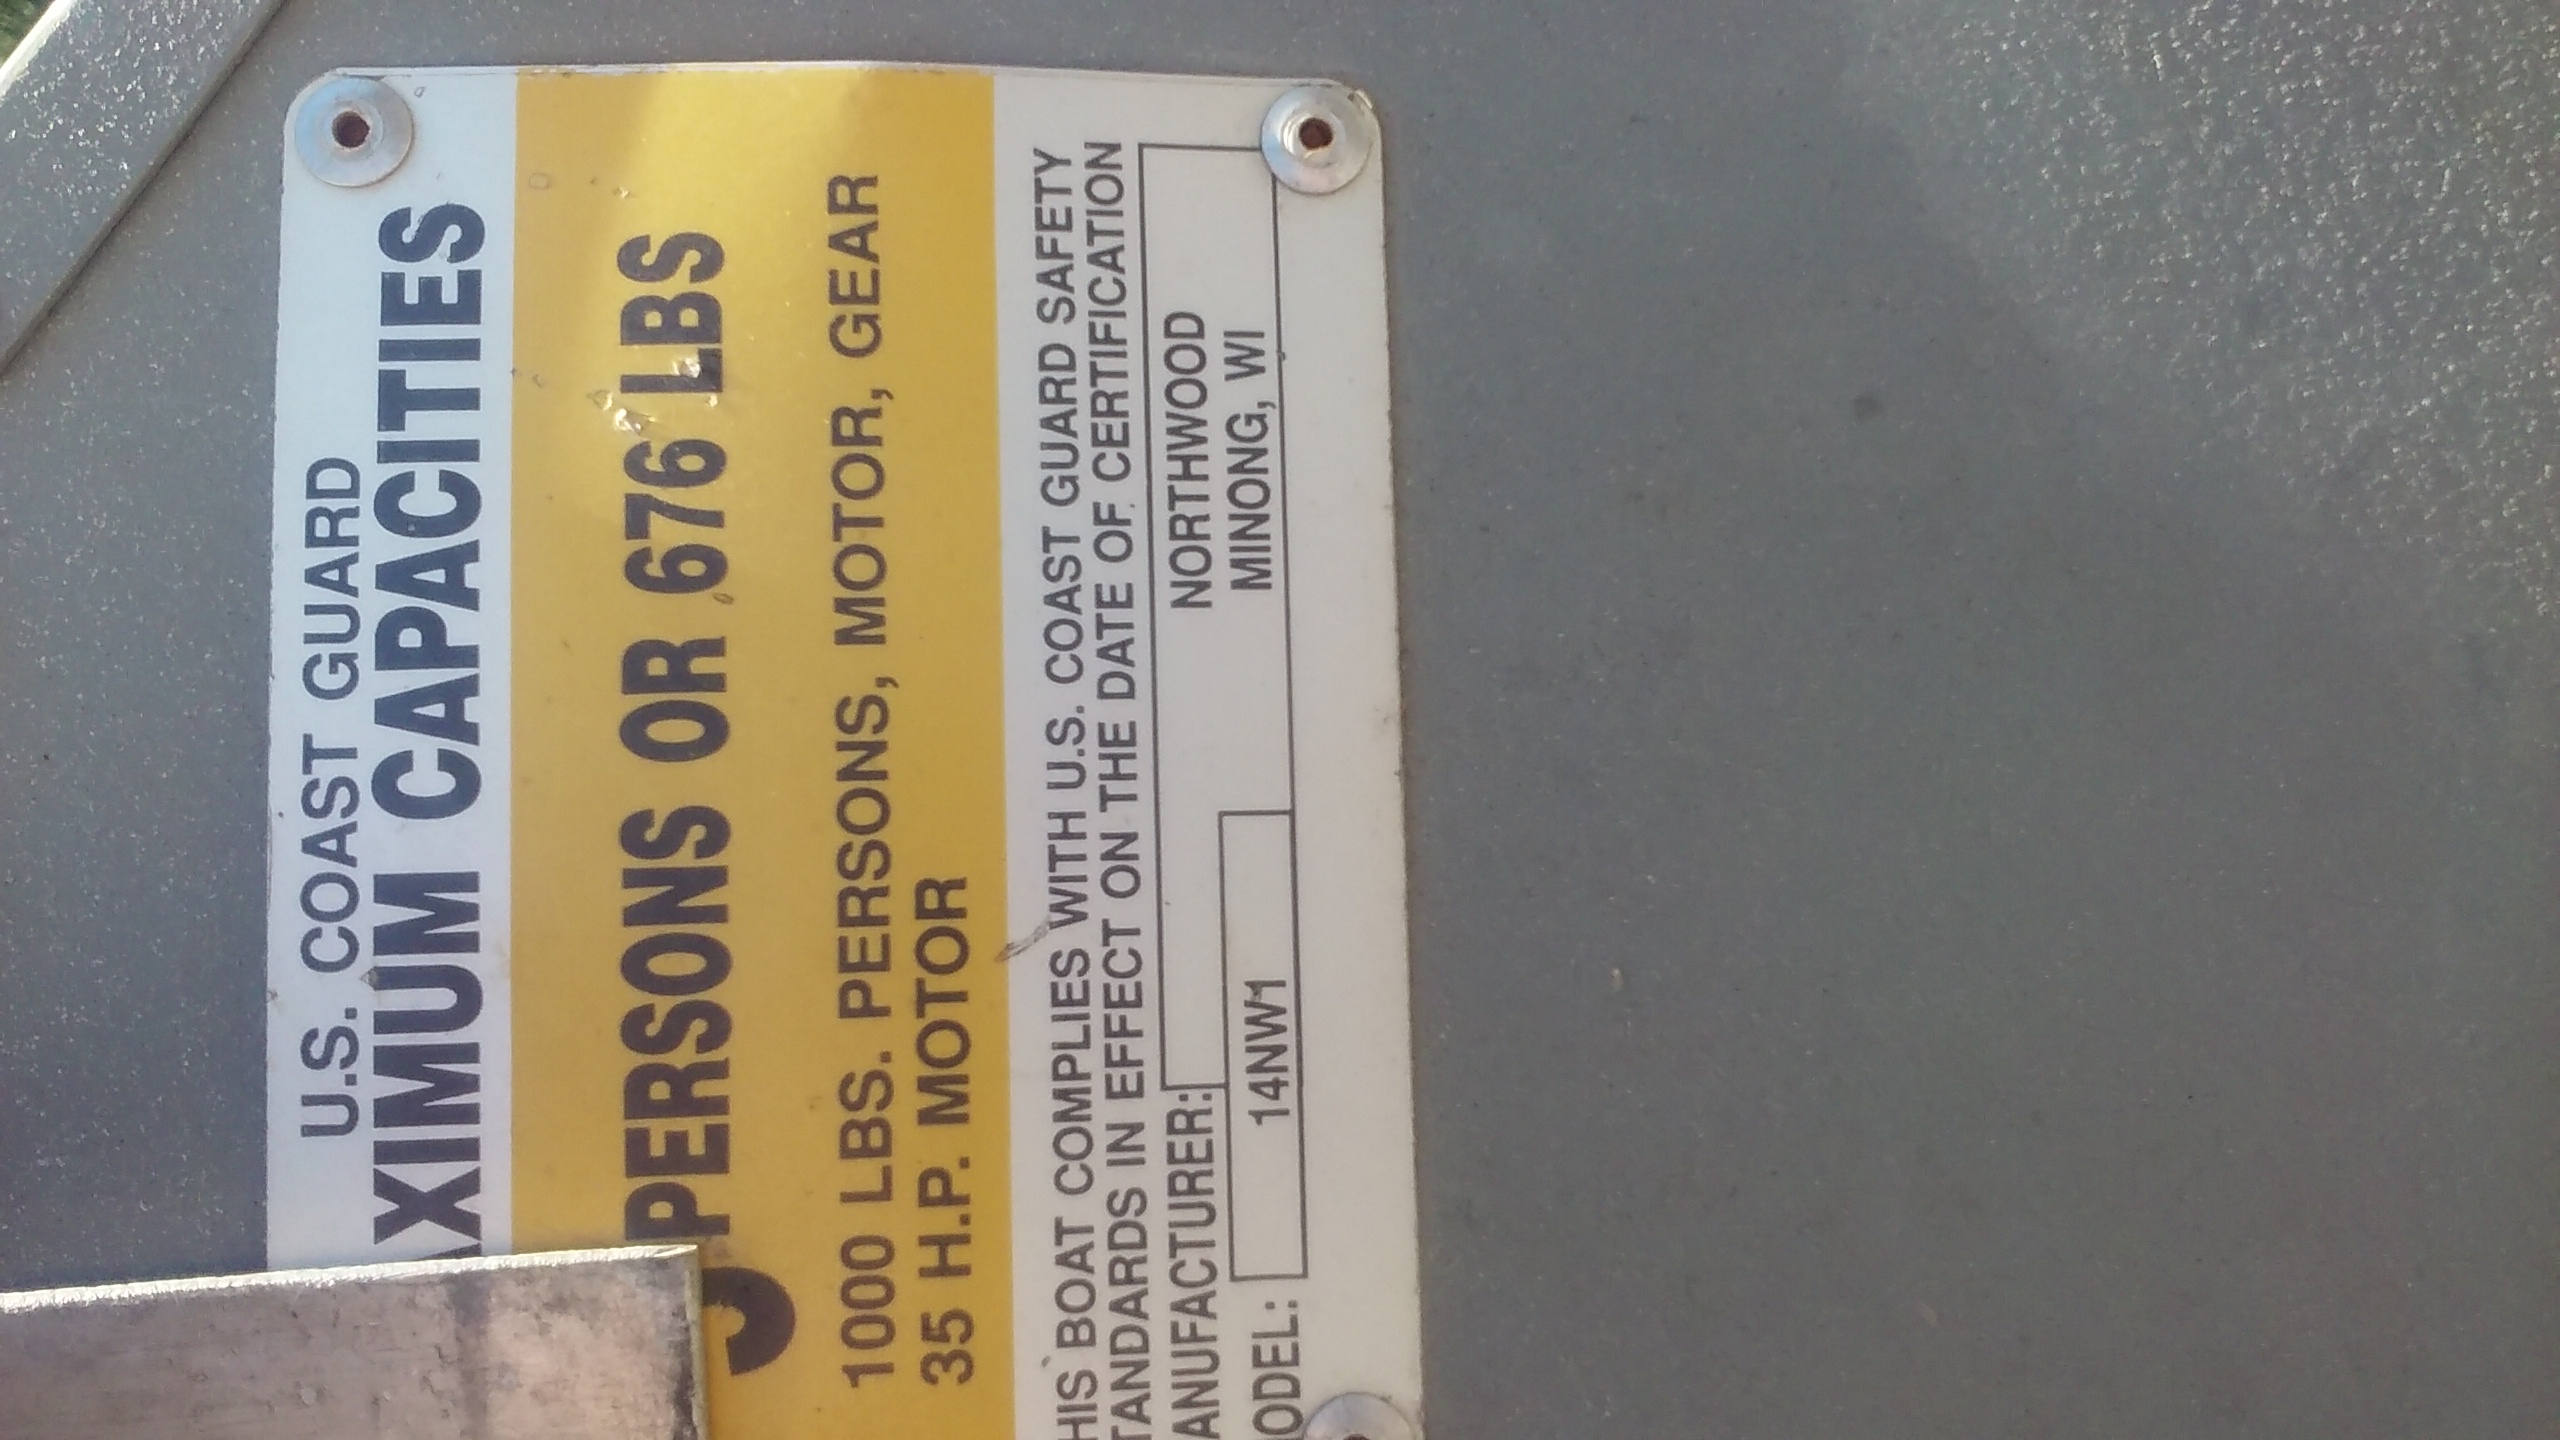 U.S. COAST GUARD
AXIMUM CAPACITIES
PERSONS OR 676 LBS
1000 LBS. PERSONS, MOTOR, GEAR
35 H.P. MOTOR
HIS BOAT COMPLIES WITH U.S. COAST GUARD SAFETY
TANDARDS IN EFFECT ON THE DATE OF CERTIFICATION
ANUFACTURER: NORTHWOOD
MINONG, WI
ODEL: 14NW1